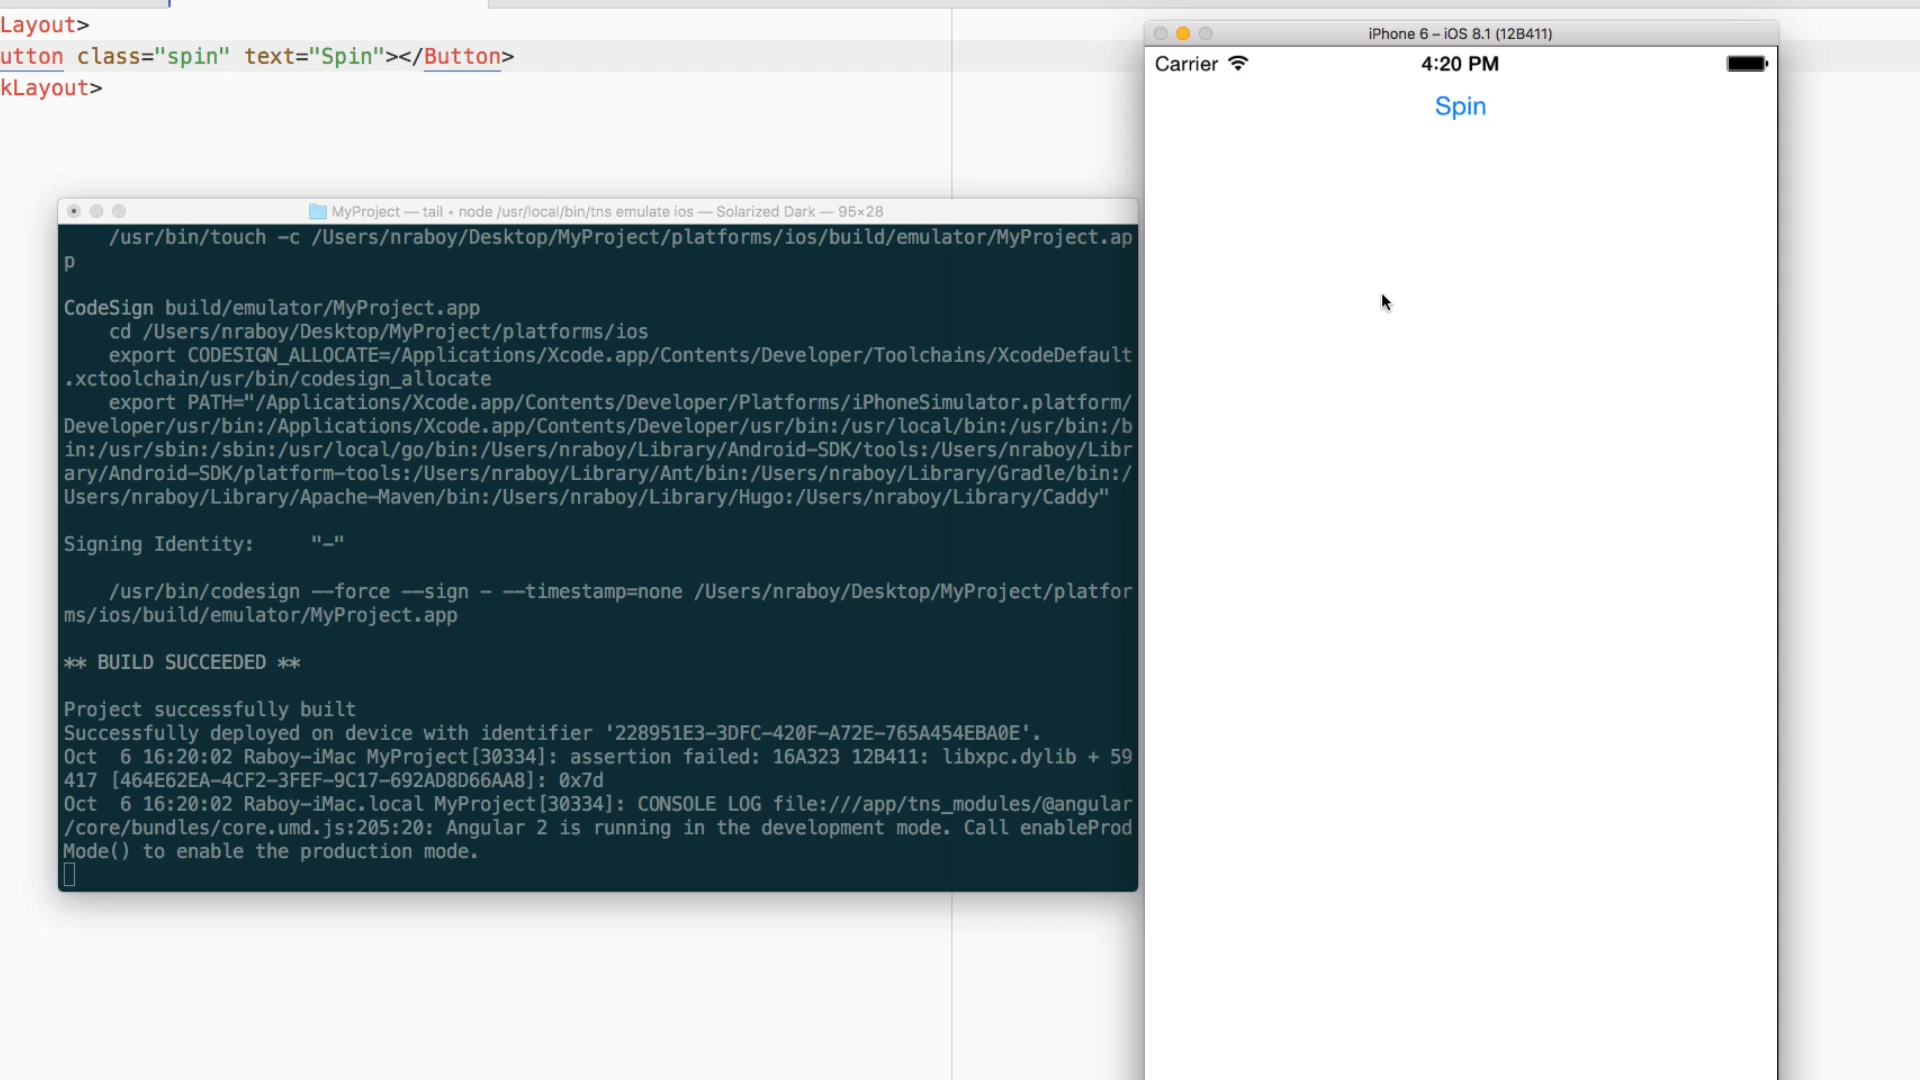 Layout>
utton class="spin" text="Spin"></Button>
kLayout>
MyProject — tail • node /usr/local/bin/tns emulate ios — Solarized Dark — 95×28
/usr/bin/touch -c /Users/nraboy/Desktop/MyProject/platforms/ios/build/emulator/MyProject.ap
p
CodeSign build/emulator/MyProject.app
cd /Users/nraboy/Desktop/MyProject/platforms/ios
export CODESIGN_ALLOCATE=/Applications/Xcode.app/Contents/Developer/Toolchains/XcodeDefault
.xctoolchain/usr/bin/codesign_allocate
export PATH="/Applications/Xcode.app/Contents/Developer/Platforms/iPhoneSimulator.platform/
Developer/usr/bin:/Applications/Xcode.app/Contents/Developer/usr/bin:/usr/local/bin:/usr/bin:/b
in:/usr/sbin:/sbin:/usr/local/go/bin:/Users/nraboy/Library/Android-SDK/tools:/Users/nraboy/Libr
ary/Android-SDK/platform-tools:/Users/nraboy/Library/Ant/bin:/Users/nraboy/Library/Gradle/bin:/
Users/nraboy/Library/Apache-Maven/bin:/Users/nraboy/Library/Hugo:/Users/nraboy/Library/Caddy"
Signing Identity:     "-"
/usr/bin/codesign --force --sign - --timestamp=none /Users/nraboy/Desktop/MyProject/platfor
ms/ios/build/emulator/MyProject.app
** BUILD SUCCEEDED **
Project successfully built
Successfully deployed on device with identifier '228951E3-3DFC-420F-A72E-765A454EBA0E'.
Oct  6 16:20:02 Raboy-iMac MyProject[30334]: assertion failed: 16A323 12B411: libxpc.dylib + 59
417 [464E62EA-4CF2-3FEF-9C17-692AD8D66AA8]: 0x7d
Oct  6 16:20:02 Raboy-iMac.local MyProject[30334]: CONSOLE LOG file:///app/tns_modules/@angular
/core/bundles/core.umd.js:205:20: Angular 2 is running in the development mode. Call enableProd
Mode() to enable the production mode.
iPhone 6 – iOS 8.1 (12B411)
Carrier 4:20 PM
Spin